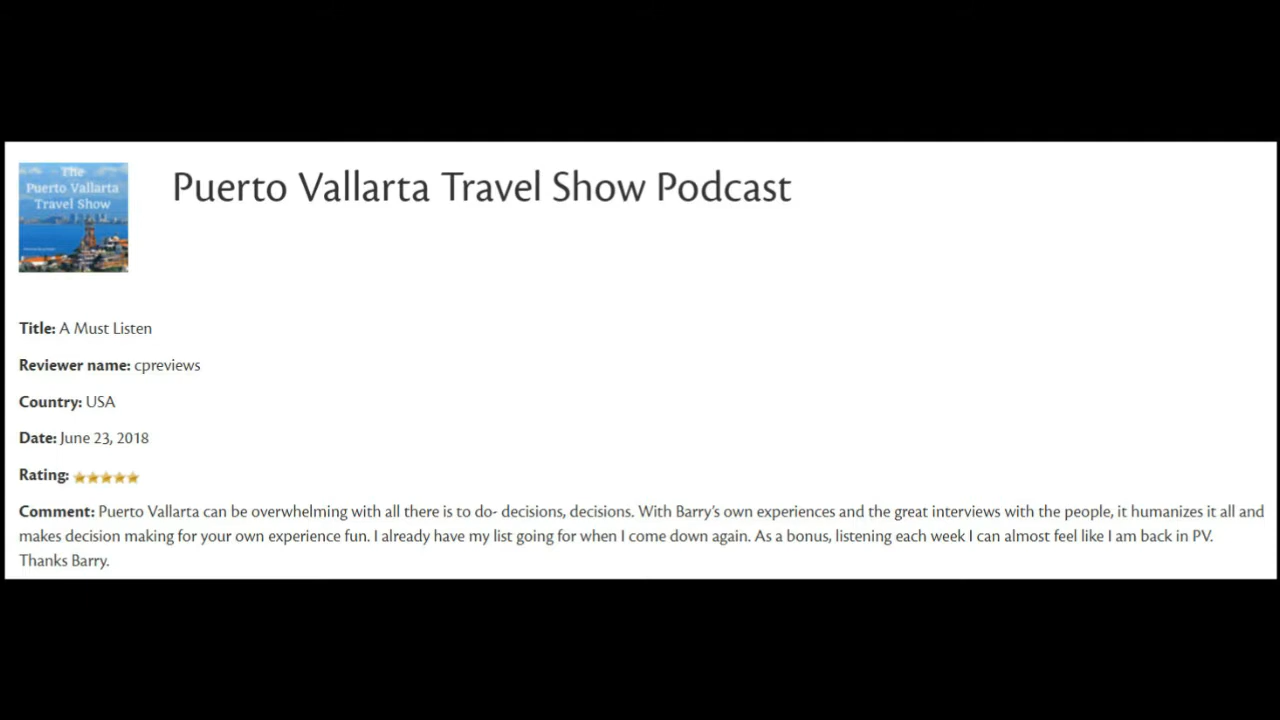 The
Puerto Vallarta
Travel Show
Puerto Vallarta Travel Show Podcast
Title: A Must Listen
Reviewer name: cpreviews
Country: USA
Date: June 23, 2018
Rating:
Comment: Puerto Vallarta can be overwhelming with all there is to do- decisions, decisions. With Barry's own experiences and the great interviews with the people, it humanizes it all and
makes decision making for your own experience fun. I already have my list going for when I come down again. As a bonus, listening each week I can almost feel like I am back in PV.
Thanks Barry.